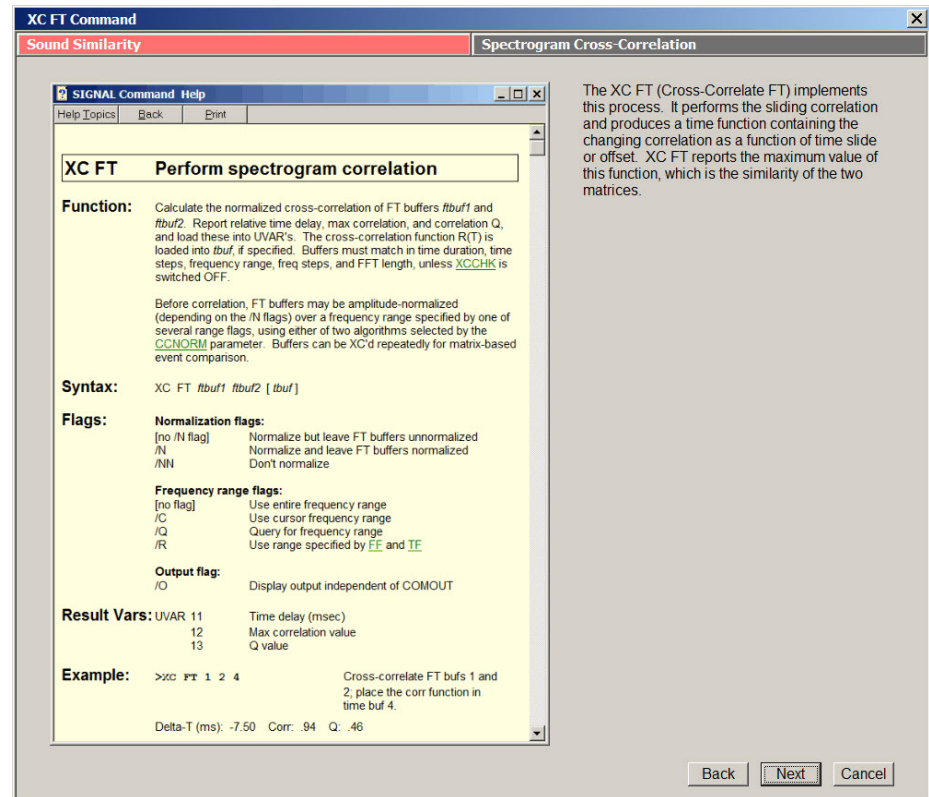 XC FT Command
Sound Similarity
Spectrogram Cross-Correlation
SIGNAL Command Help
Help Topics Back Print
XC FT Perform spectrogram correlation
Function: Calculate the normalized cross-correlation of FT buffers ftbuf1 and
ftbuf2. Report relative time delay, max correlation, and correlation Q,
and load these into UVAR's. The cross-correlation function R(T) is
loaded into tbuf, if specified. Buffers must match in time duration, time
steps, frequency range, freq steps, and FFT length, unless XCCHK is
switched OFF.
Before correlation, FT buffers may be amplitude-normalized
(depending on the /N flags) over a frequency range specified by one of
several range flags, using either of two algorithms selected by the
CCNORM parameter. Buffers can be XC'd repeatedly for matrix-based
event comparison.
Syntax: XC FT ftbuf1 ftbuf2 [ tbuf ]
Flags: Normalization flags:
[no /N flag] Normalize but leave FT buffers unnormalized
/N Normalize and leave FT buffers normalized
/NN Don't normalize
Frequency range flags:
[no flag] Use entire frequency range
/C Use cursor frequency range
/Q Query for frequency range
/R Use range specified by FF and TF
Output flag:
/O Display output independent of COMOUT
Result Vars: UVAR 11 Time delay (msec)
12 Max correlation value
13 Q value
Example: >XC FT 1 2 4 Cross-correlate FT bufs 1 and
2; place the corr function in
time buf 4.
Delta-T (ms): -7.50 Corr: .94 Q: .46
The XC FT (Cross-Correlate FT) implements
this process. It performs the sliding correlation
and produces a time function containing the
changing correlation as a function of time slide
or offset. XC FT reports the maximum value of
this function, which is the similarity of the two
matrices.
Back Next Cancel